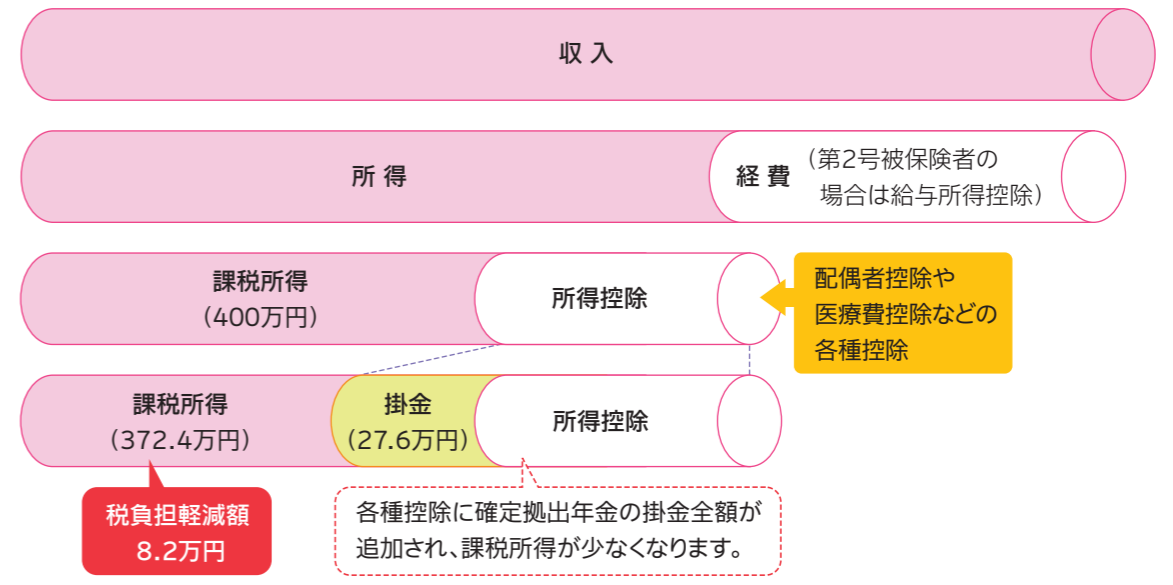 収 入
所 得
経 費
（第2号被保険者の
場合は給与所得控除）
課税所得
（400万円）
所得控除
配偶者控除や
医療費控除などの
各種控除
課税所得
（372.4万円）
掛金
（27.6万円）
所得控除
税負担軽減額
8.2万円
各種控除に確定拠出年金の掛金全額が
追加され、課税所得が少なくなります。